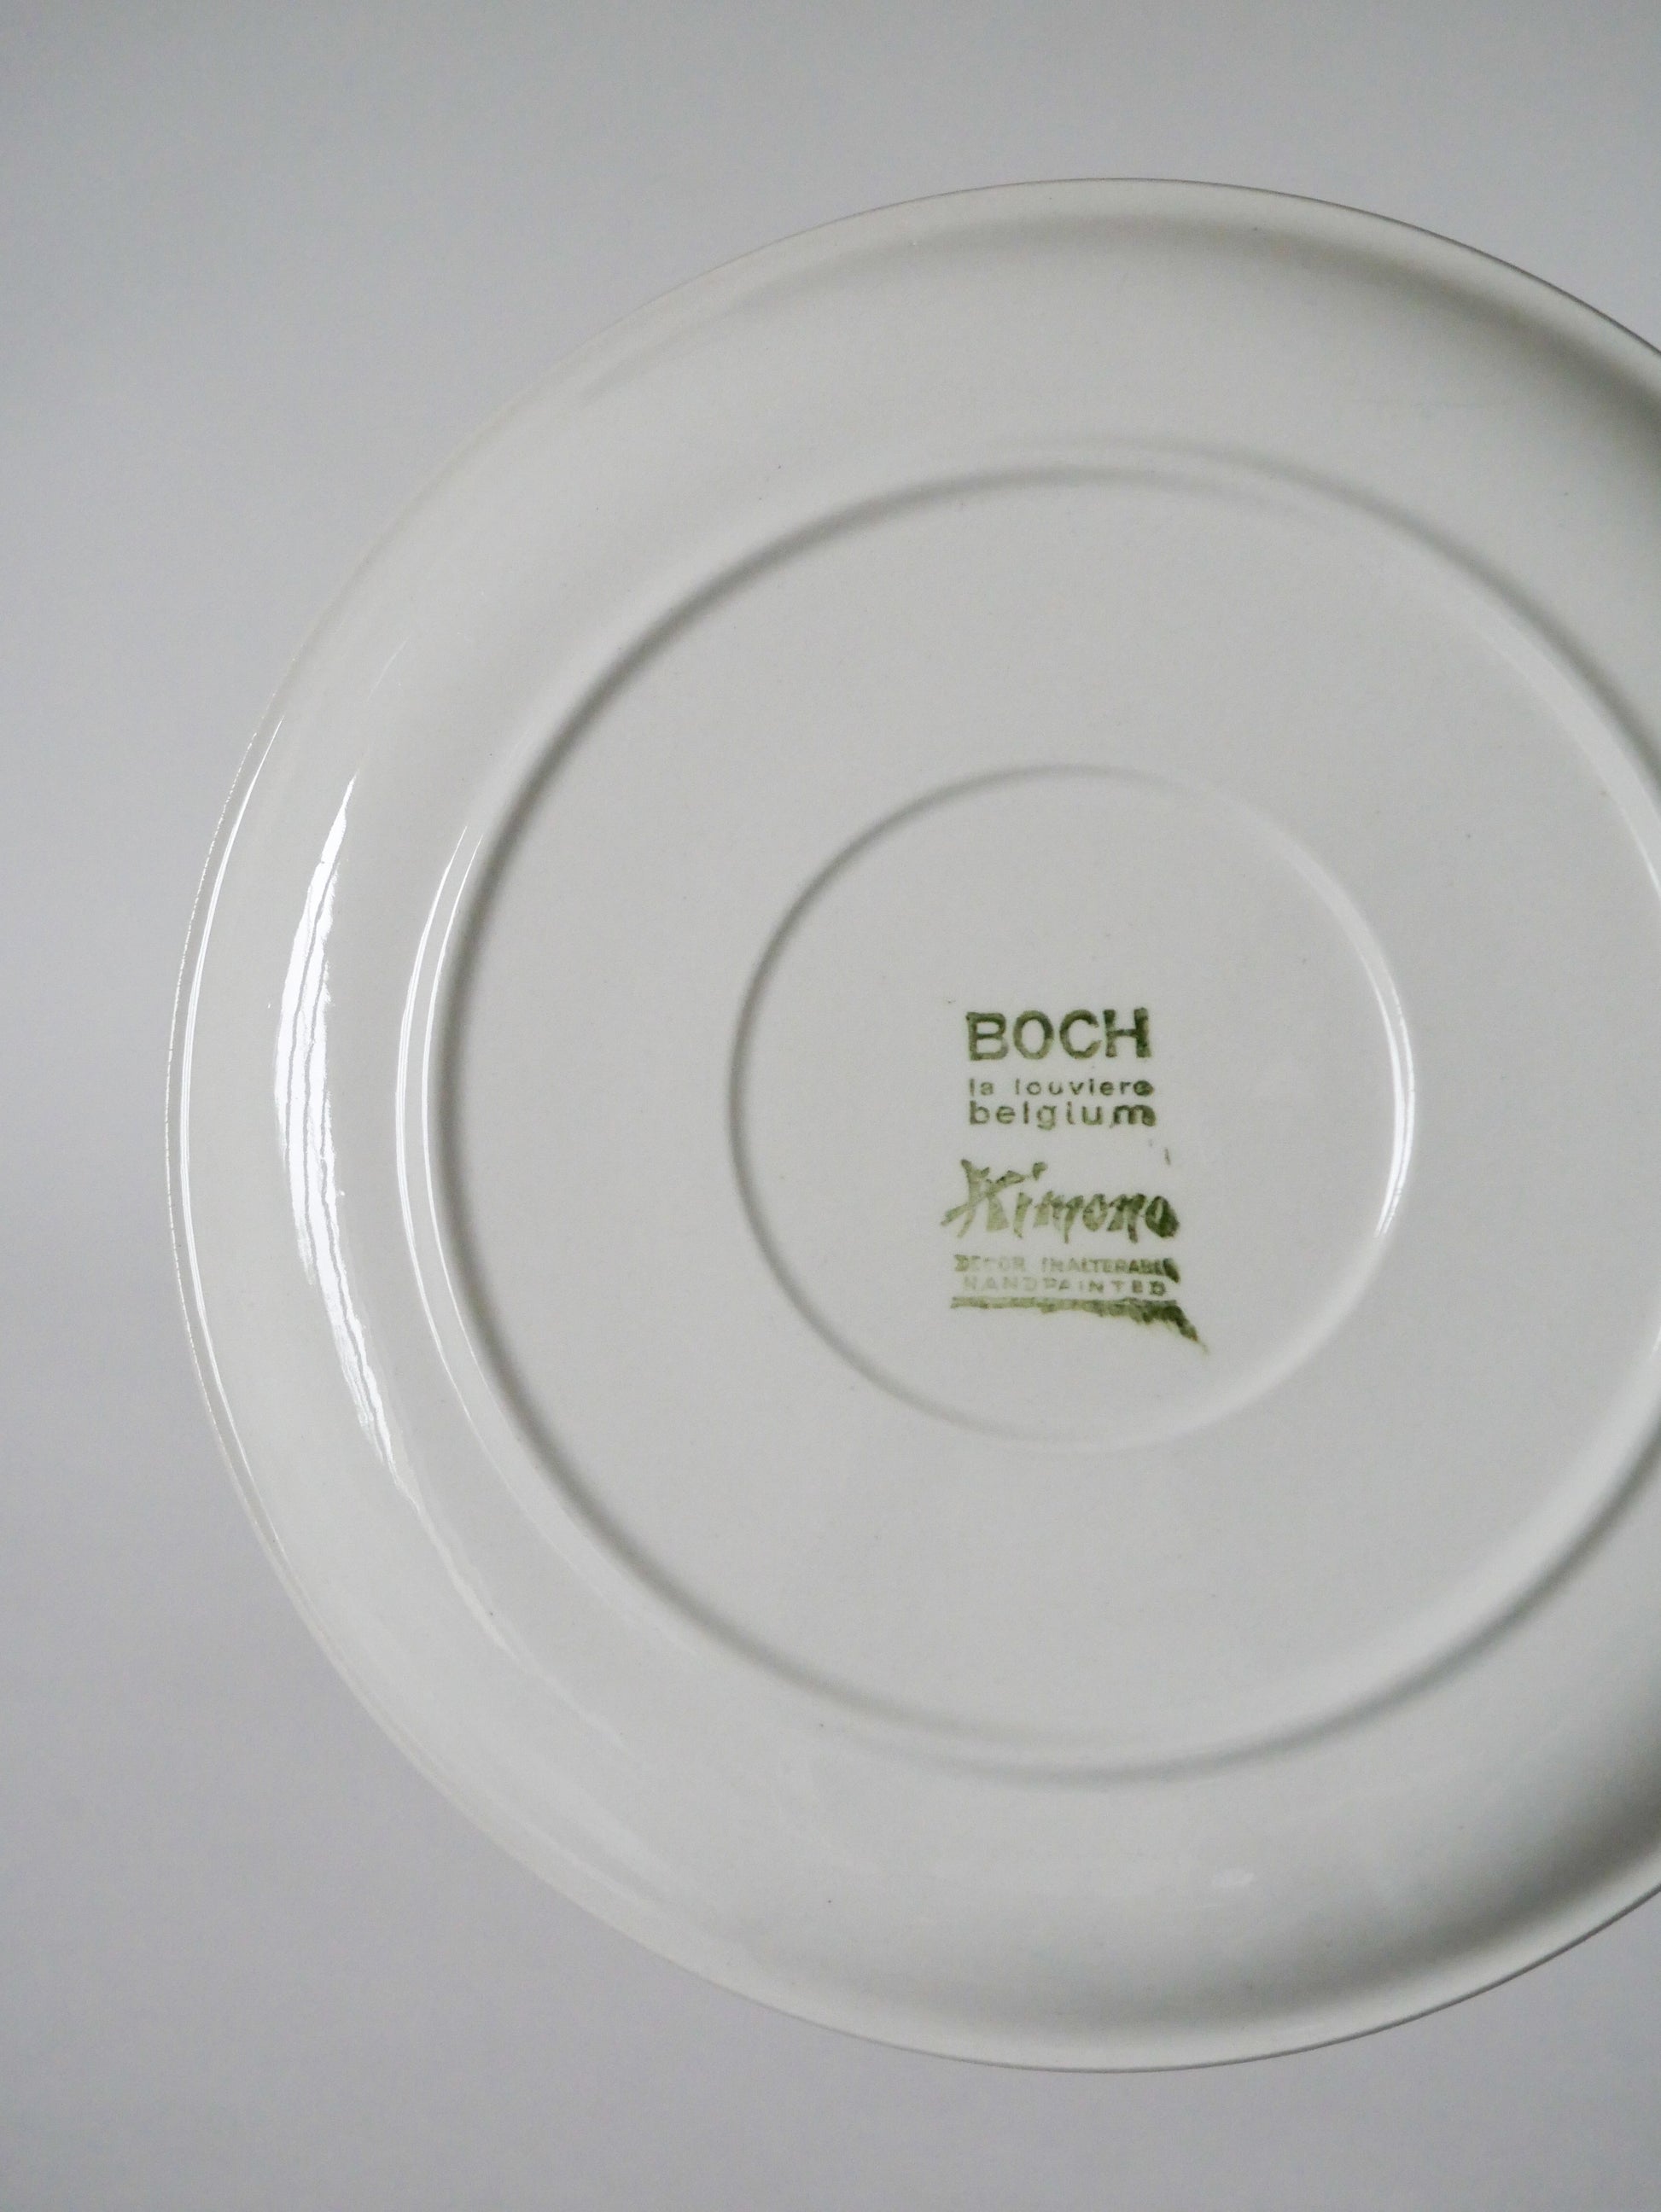 BOCH
la louviere
belgium
Kimono
DECOR INALTERABLE
HANDPAINTED